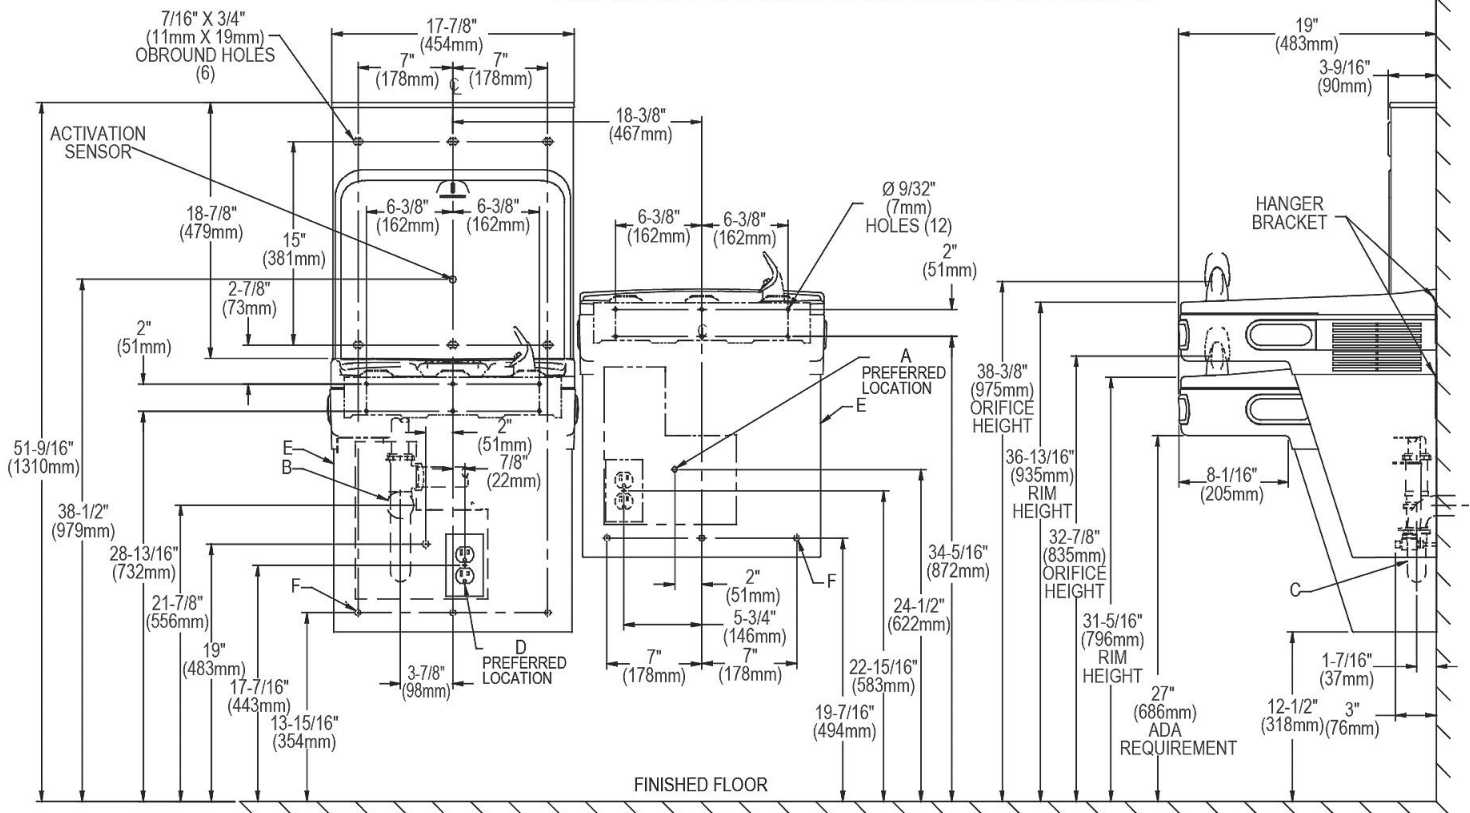 7/16" X 3/4"
(11mm X 19mm)
OBROUND HOLES
(6)
17-7/8"
(454mm)
7"
(178mm)
7"
(178mm)
℄
18-3/8"
(467mm)
ACTIVATION
SENSOR
18-7/8"
(479mm)
15"
(381mm)
6-3/8"
(162mm)
6-3/8"
(162mm)
2-7/8"
(73mm)
2"
(51mm)
6-3/8"
(162mm)
6-3/8"
(162mm)
Ø 9/32"
(7mm)
HOLES (12)
2"
(51mm)
℄
A
PREFERRED
LOCATION
E
2"
(51mm)
7/8"
(22mm)
E
B
51-9/16"
(1310mm)
38-1/2"
(979mm)
28-13/16"
(732mm)
21-7/8"
(556mm)
19"
(483mm)
17-7/16"
(443mm)
13-15/16"
(354mm)
F
3-7/8"
(98mm)
D
PREFERRED
LOCATION
F
2"
(51mm)
5-3/4"
(146mm)
7"
(178mm)
7"
(178mm)
34-5/16"
(872mm)
24-1/2"
(622mm)
22-15/16"
(583mm)
19-7/16"
(494mm)
FINISHED FLOOR
19"
(483mm)
3-9/16"
(90mm)
HANGER
BRACKET
38-3/8"
(975mm)
ORIFICE
HEIGHT
36-13/16"
(935mm)
RIM
HEIGHT
32-7/8"
(835mm)
ORIFICE
HEIGHT
31-5/16"
(796mm)
RIM
HEIGHT
8-1/16"
(205mm)
C
27"
(686mm)
ADA
REQUIREMENT
12-1/2"
(318mm)
1-7/16"
(37mm)
3"
(76mm)